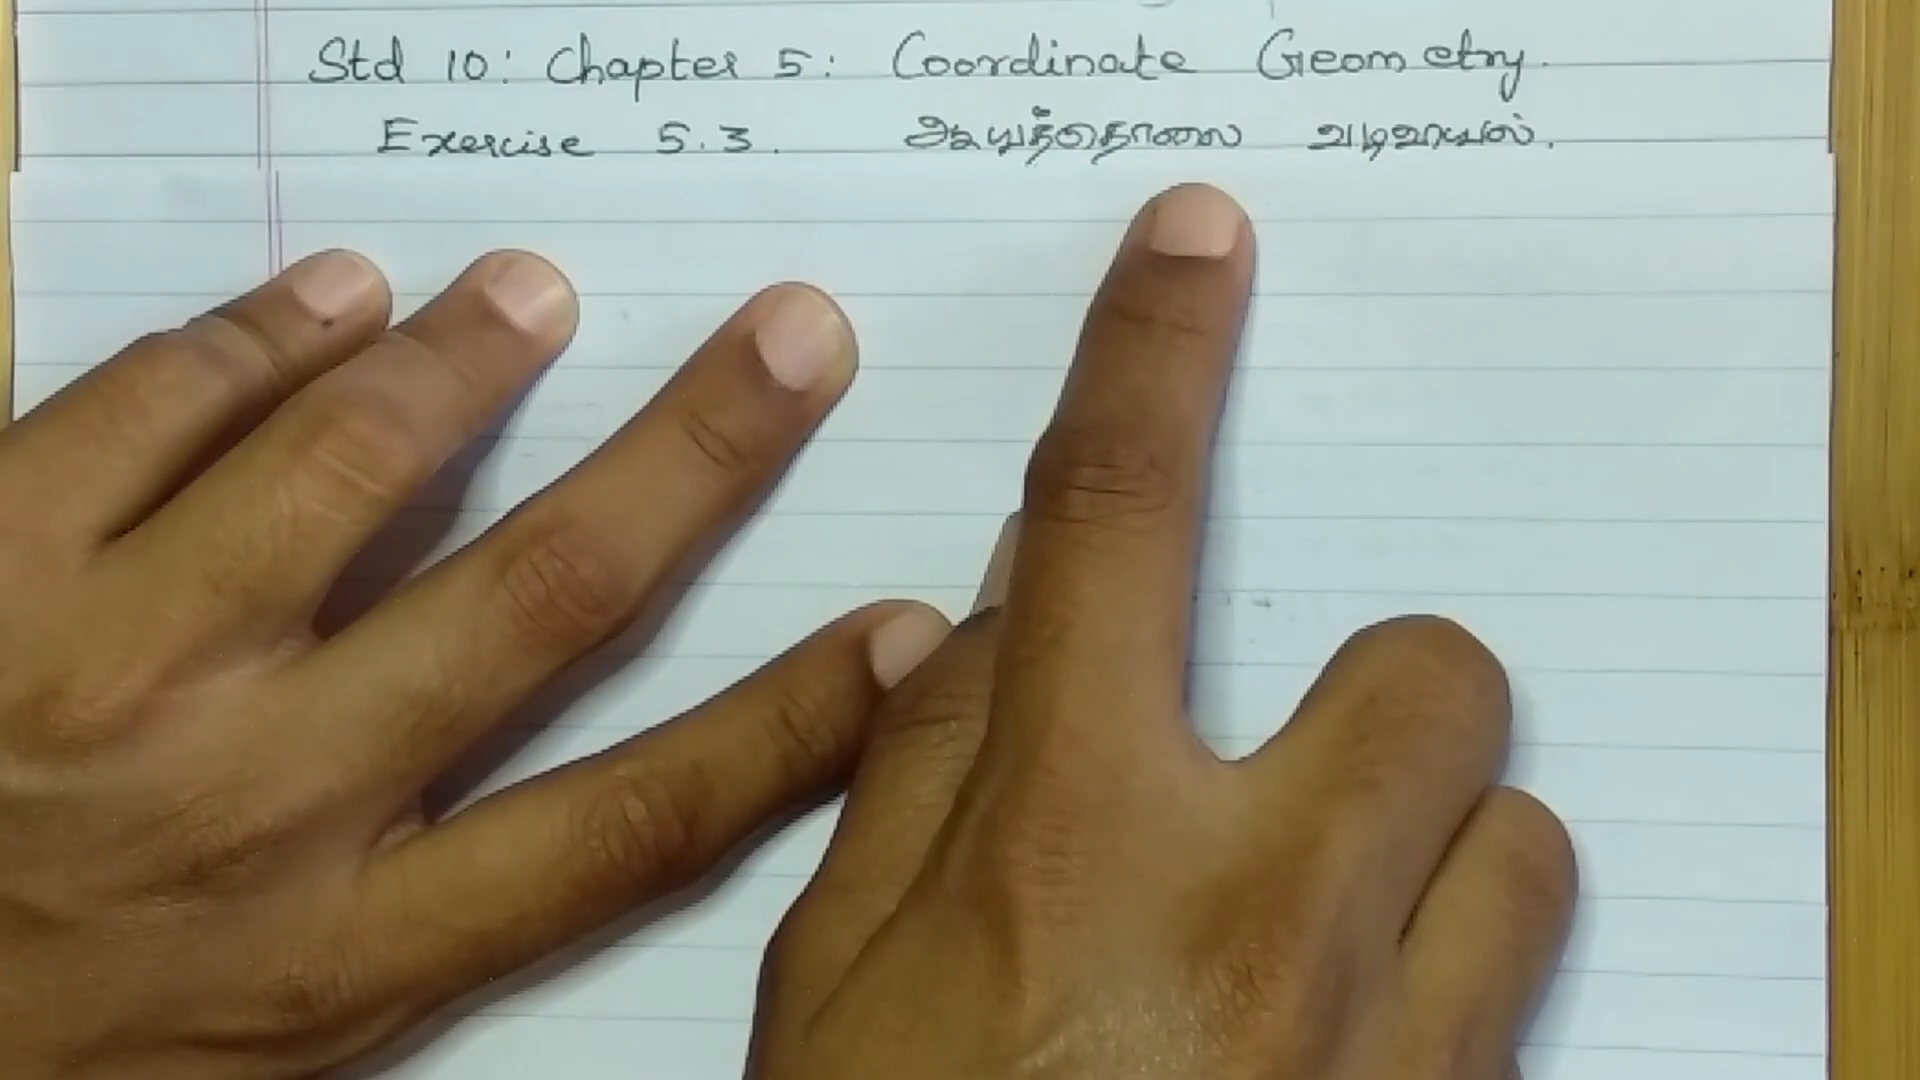 Std 10: Chapter 5: Coordinate Geometry.
Exercise 5.3. ஆயத்தொலை வடிவியல்.